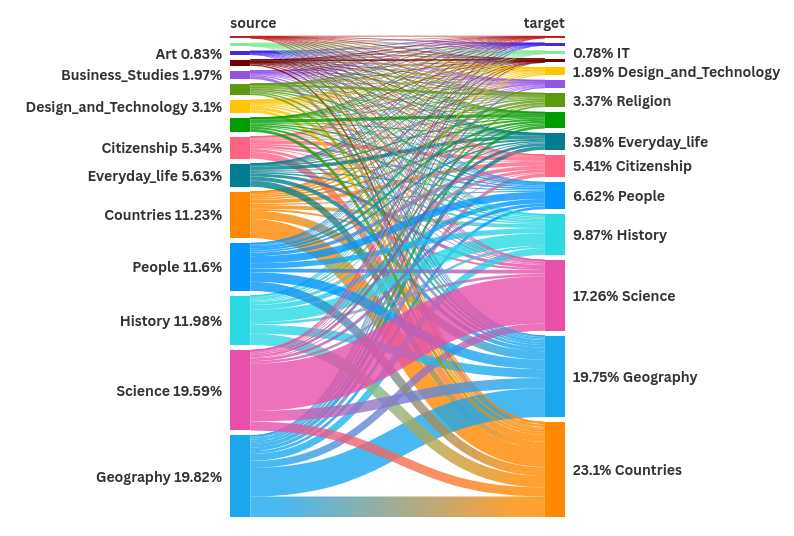 source
target
Art 0.83%
Business_Studies 1.97%
Design_and_Technology 3.1%
Citizenship 5.34%
Everyday_life 5.63%
Countries 11.23%
People 11.6%
History 11.98%
Science 19.59%
Geography 19.82%
0.78% IT
1.89% Design_and_Technology
3.37% Religion
3.98% Everyday_life
5.41% Citizenship
6.62% People
9.87% History
17.26% Science
19.75% Geography
23.1% Countries